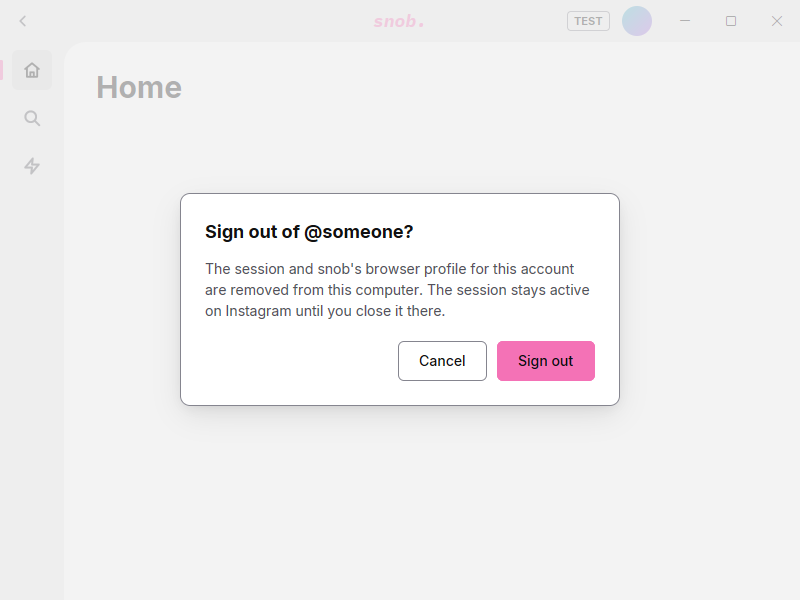 snob.
TEST
Home
Sign out of @someone?
The session and snob's browser profile for this account
are removed from this computer. The session stays active
on Instagram until you close it there.
Cancel
Sign out